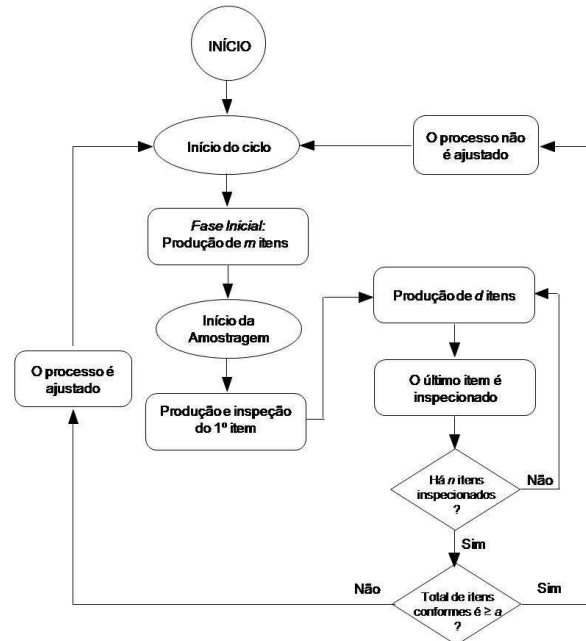 INÍCIO
Início do ciclo
O processo não
é ajustado
Fase Inicial:
Produção de m itens
Início da
Amostragem
Produção e inspeção
do 1º item
Produção de d itens
O último item é
inspecionado
Há n itens
inspecionados
?
Não
Sim
Total de itens
conformes é ≥ a
?
Sim
Não
O processo é
ajustado